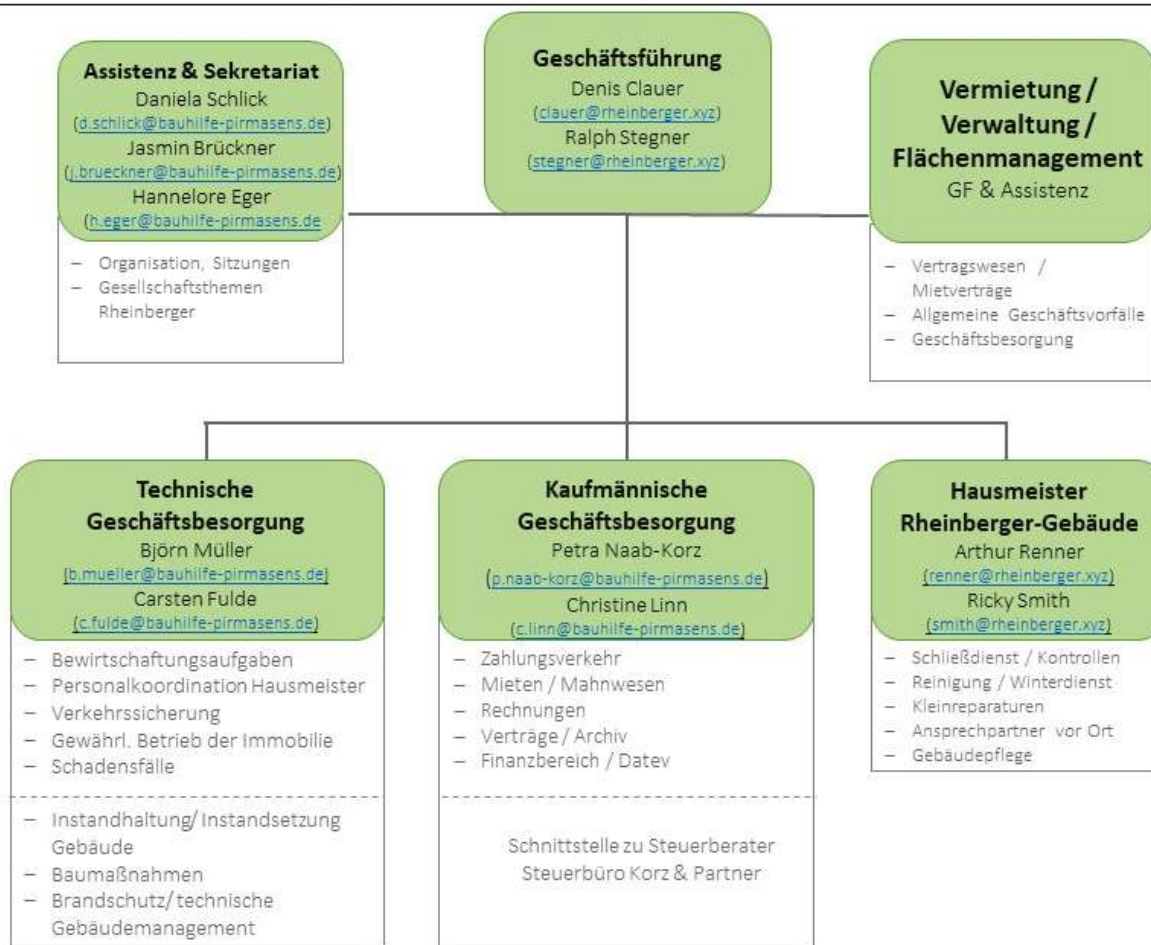 Assistenz & Sekretariat
Daniela Schlick
(d.schlick@bauhilfe-pirmasens.de)
Jasmin Brückner
(j.brueckner@bauhilfe-pirmasens.de)
Hannelore Eger
(h.eger@bauhilfe-pirmasens.de
– Organisation, Sitzungen
– Gesellschaftsthemen
Rheinberger
Geschäftsführung
Denis Clauer
(clauer@rheinberger.xyz)
Ralph Stegner
(stegner@rheinberger.xyz)
Vermietung /
Verwaltung /
Flächenmanagement
GF & Assistenz
– Vertragswesen /
Mietverträge
– Allgemeine Geschäftsvorfälle
– Geschäftsbesorgung
Technische
Geschäftsbesorgung
Björn Müller
(b.mueller@bauhilfe-pirmasens.de)
Carsten Fulde
(c.fulde@bauhilfe-pirmasens.de)
– Bewirtschaftungsaufgaben
– Personalkoordination Hausmeister
– Verkehrssicherung
– Gewährl. Betrieb der Immobilie
– Schadensfälle
– Instandhaltung/ Instandsetzung
Gebäude
– Baumaßnahmen
– Brandschutz/ technische
Gebäudemanagement
Kaufmännische
Geschäftsbesorgung
Petra Naab-Korz
(p.naab-korz@bauhilfe-pirmasens.de)
Christine Linn
(c.linn@bauhilfe-pirmasens.de)
– Zahlungsverkehr
– Mieten / Mahnwesen
– Rechnungen
– Verträge / Archiv
– Finanzbereich / Datev
Schnittstelle zu Steuerberater
Steuerbüro Korz & Partner
Hausmeister
Rheinberger-Gebäude
Arthur Renner
(renner@rheinberger.xyz)
Ricky Smith
(smith@rheinberger.xyz)
– Schließdienst / Kontrollen
– Reinigung / Winterdienst
– Kleinreparaturen
– Ansprechpartner vor Ort
– Gebäudepflege